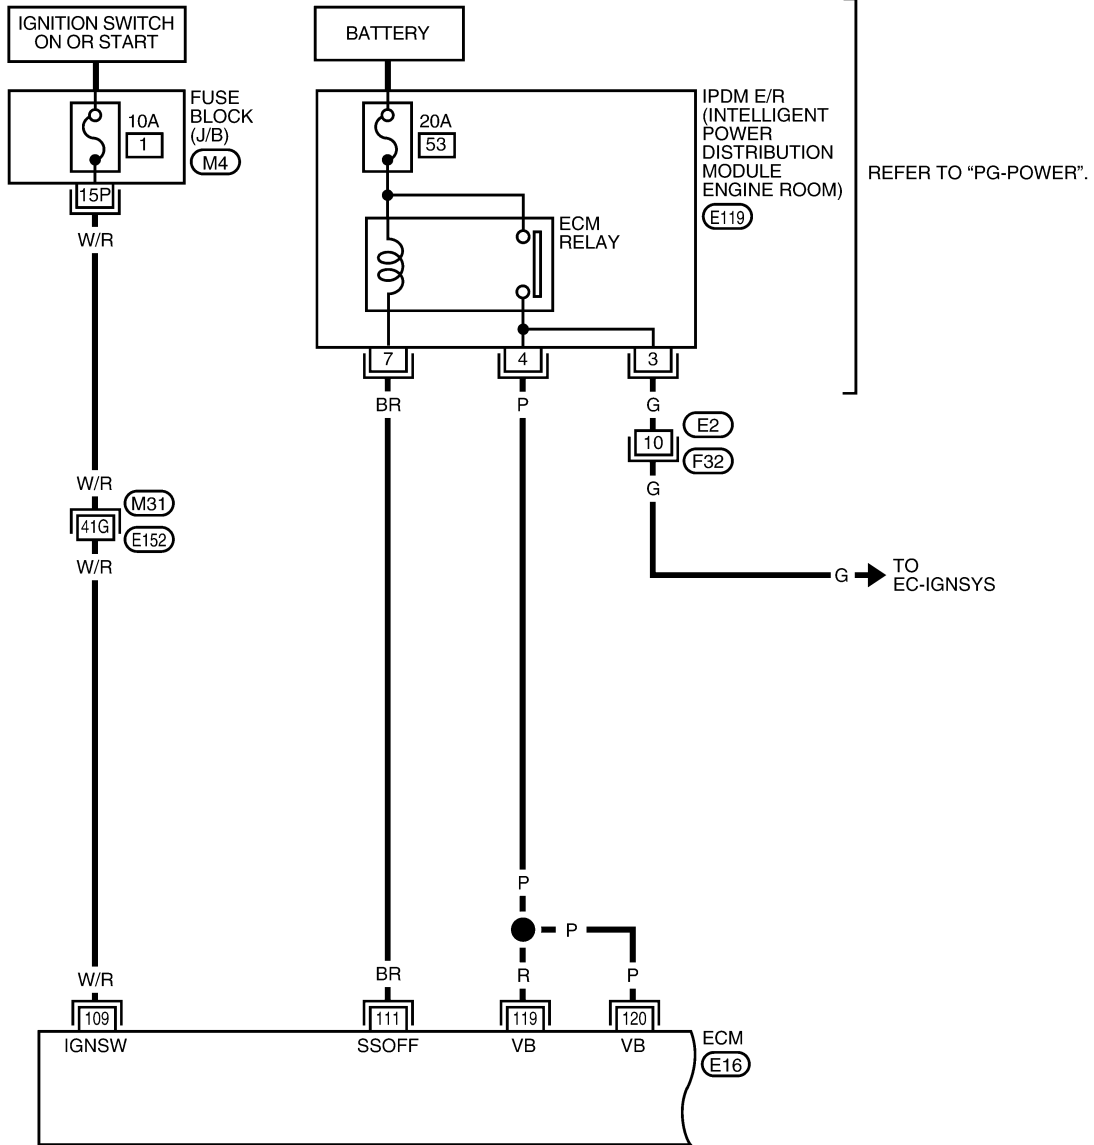 IGNITION SWITCH
ON OR START
BATTERY
10A
1
FUSE
BLOCK
(J/B)
M4
15P
20A
53
IPDM E/R
(INTELLIGENT
POWER
DISTRIBUTION
MODULE
ENGINE ROOM)
E119
REFER TO “PG-POWER”.
ECM
RELAY
W/R
7
4
3
BR
P
G
10
E2
F32
G
W/R
M31
41G
E152
W/R
G
TO
EC-IGNSYS
P
P
W/R
BR
R
P
109
111
119
120
IGNSW
SSOFF
VB
VB
ECM
E16